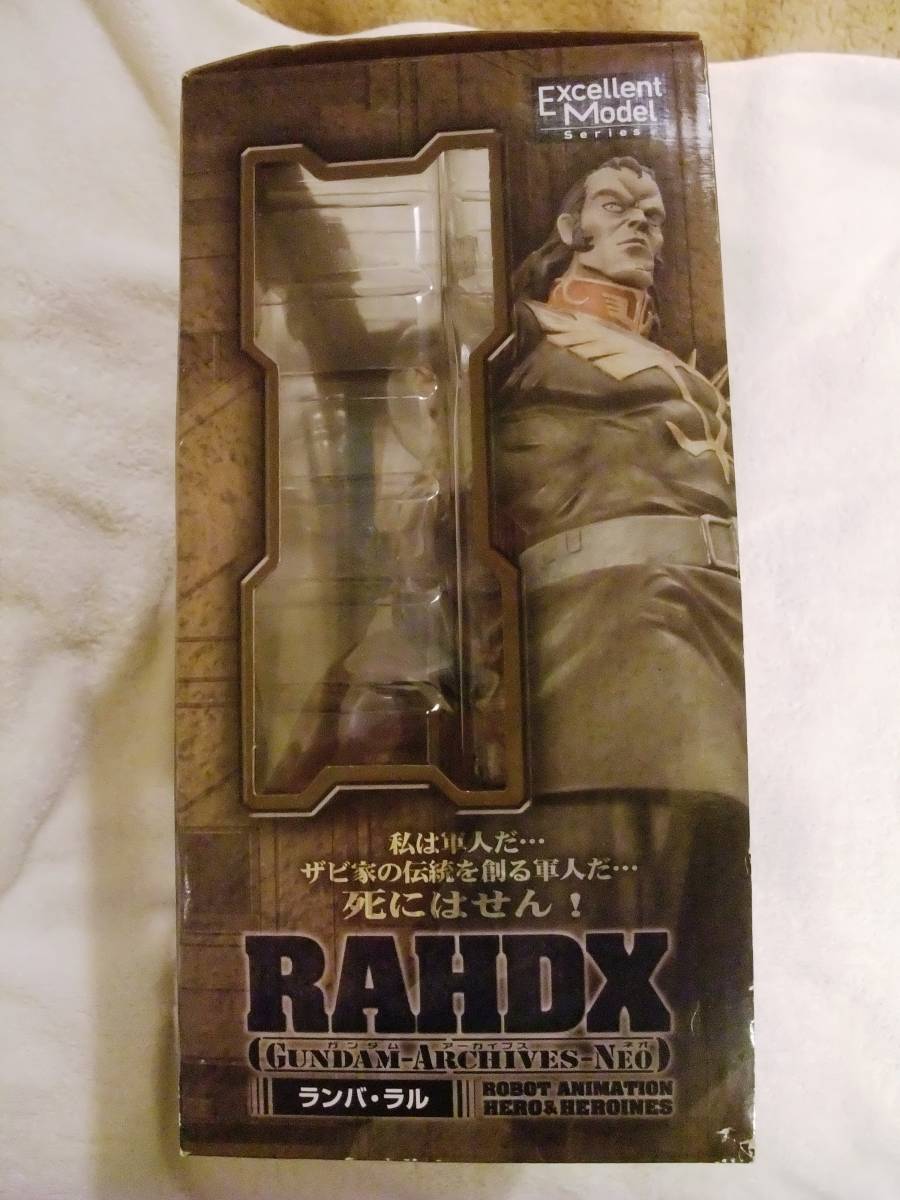 Excellent
Model
Series
私は軍人だ…
ザビ家の伝統を創る軍人だ…
死にはせん！
RAHDX
ガンダム アーカイブス ネオ
(GUNDAM-ARCHIVES-NEO)
ランバ・ラル
ROBOT ANIMATION
HERO&HEROINES